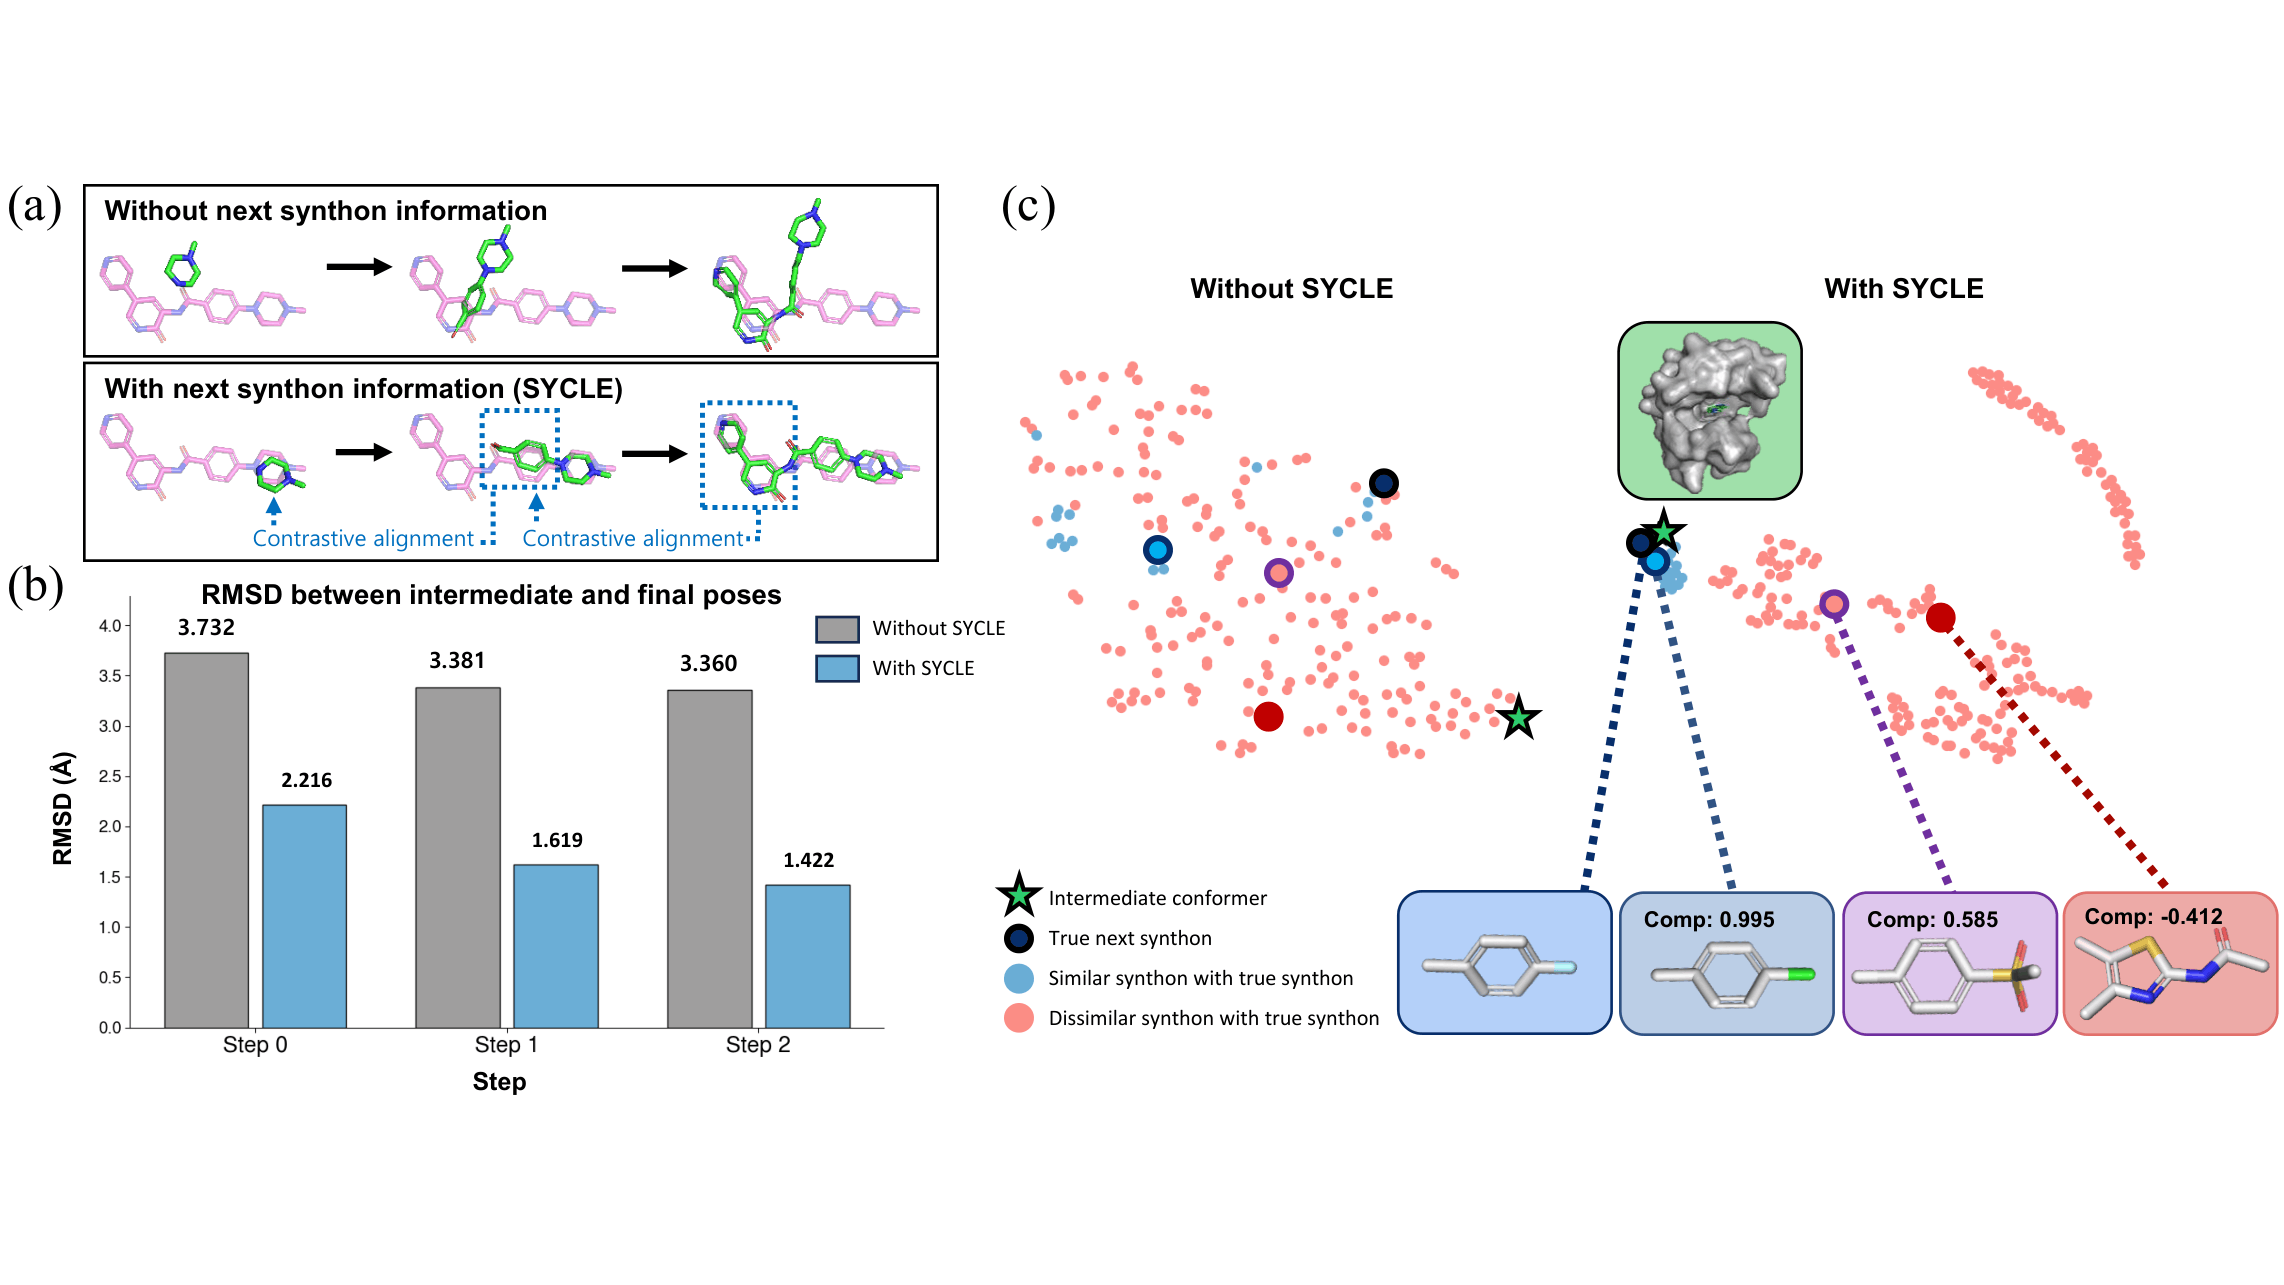 (a)
Without next synthon information
With next synthon information (SYCLE)
Contrastive alignment
Contrastive alignment
(b)
RMSD between intermediate and final poses
Without SYCLE
With SYCLE
RMSD (Å)
4.0
3.5
3.0
2.5
2.0
1.5
1.0
0.5
0.0
3.732
2.216
3.381
1.619
3.360
1.422
Step 0
Step 1
Step 2
Step
(c)
Without SYCLE
With SYCLE
Intermediate conformer
True next synthon
Similar synthon with true synthon
Dissimilar synthon with true synthon
Comp: 0.995
Comp: 0.585
Comp: -0.412